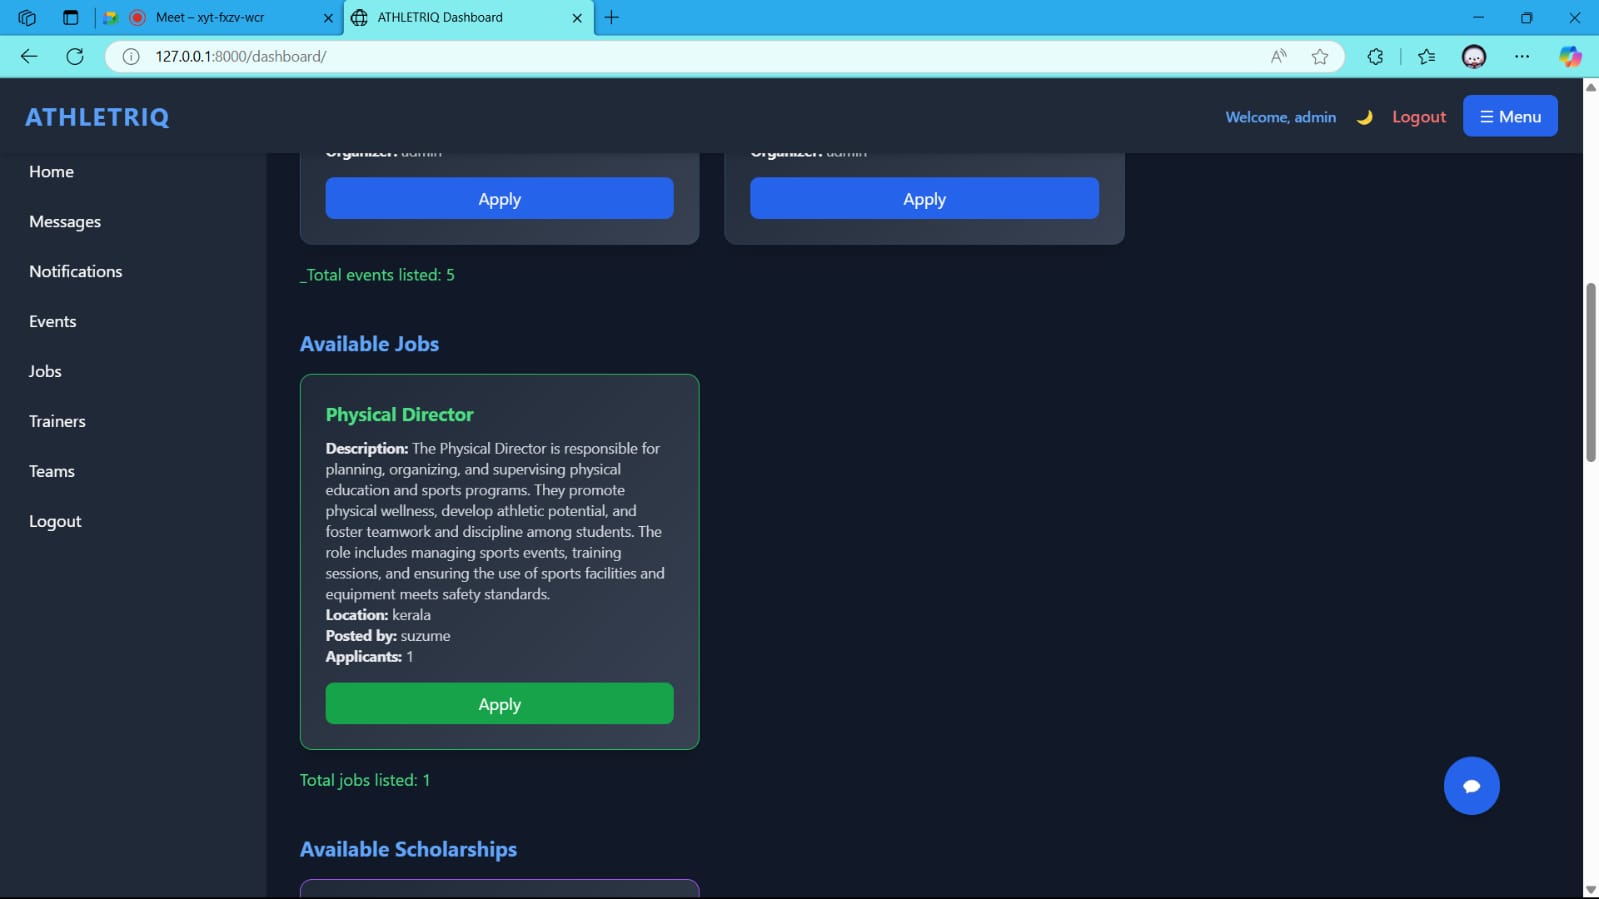 Meet – xyt-fxzv-wcr
ATHLETRIQ Dashboard
127.0.0.1:8000/dashboard/
ATHLETRIQ
Welcome, admin
Logout
☰ Menu
Home
Messages
Notifications
Events
Jobs
Trainers
Teams
Logout
Organizer: admin
Organizer: admin
Apply
Apply
_Total events listed: 5
Available Jobs
Physical Director
Description: The Physical Director is responsible for
planning, organizing, and supervising physical
education and sports programs. They promote
physical wellness, develop athletic potential, and
foster teamwork and discipline among students. The
role includes managing sports events, training
sessions, and ensuring the use of sports facilities and
equipment meets safety standards.
Location: kerala
Posted by: suzume
Applicants: 1
Apply
Total jobs listed: 1
Available Scholarships